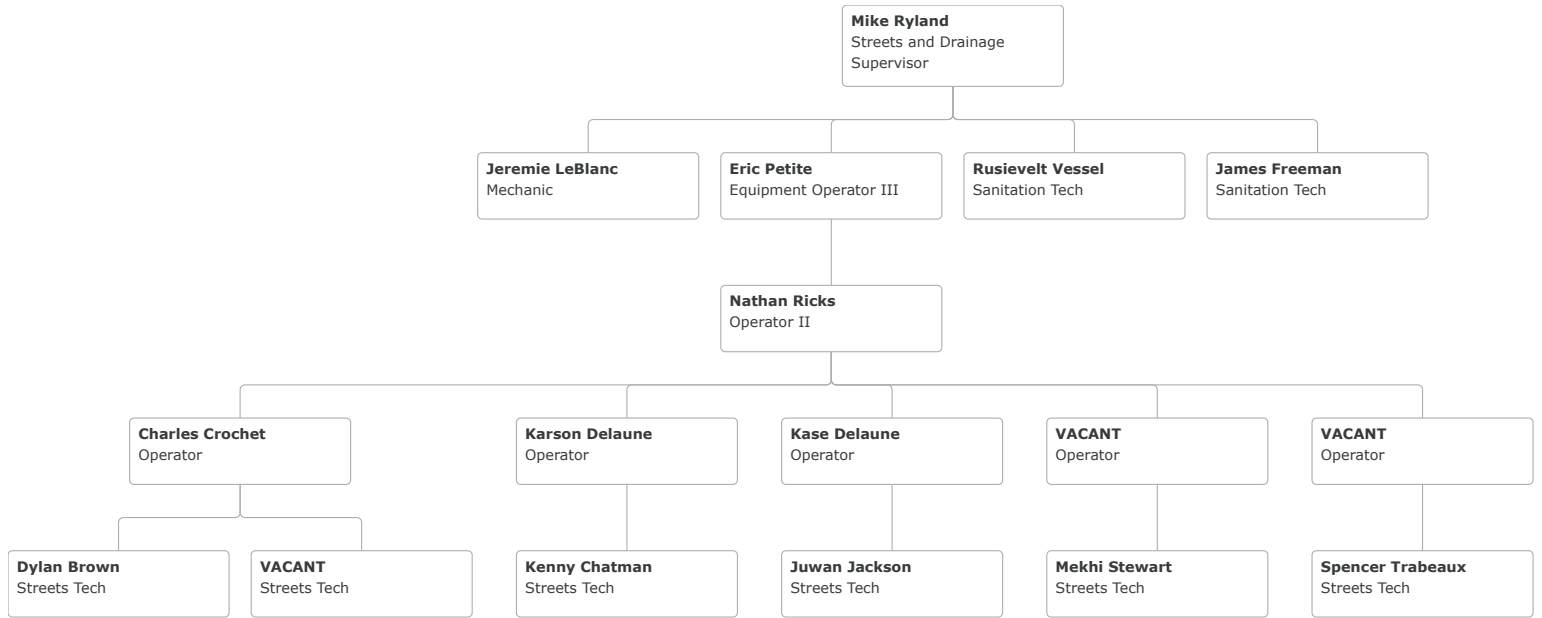 Mike Ryland
Streets and Drainage
Supervisor
Jeremie LeBlanc
Mechanic
Eric Petite
Equipment Operator III
Rusievelt Vessel
Sanitation Tech
James Freeman
Sanitation Tech
Nathan Ricks
Operator II
Charles Crochet
Operator
Karson Delaune
Operator
Kase Delaune
Operator
VACANT
Operator
VACANT
Operator
Dylan Brown
Streets Tech
VACANT
Streets Tech
Kenny Chatman
Streets Tech
Juwan Jackson
Streets Tech
Mekhi Stewart
Streets Tech
Spencer Trabeaux
Streets Tech